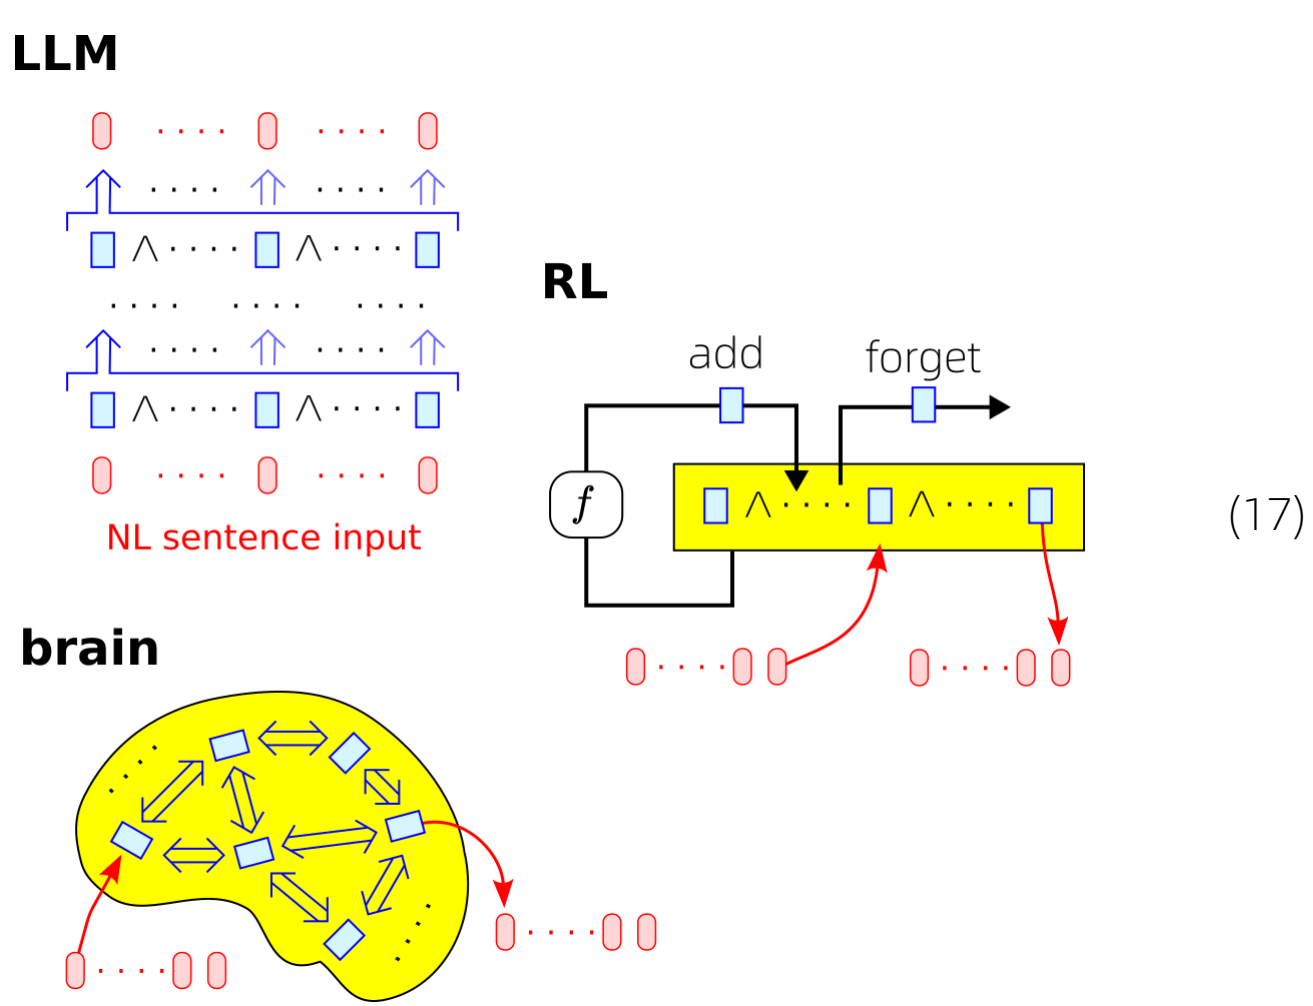 LLM
∧ ∧
∧ ∧
NL sentence input
RL
add forget
f
∧ ∧
(17)
brain